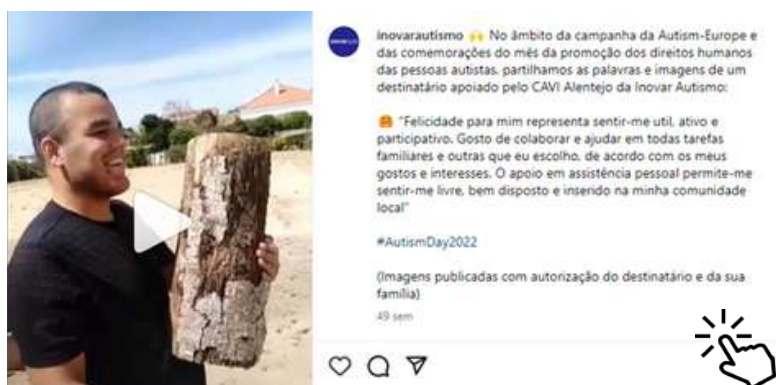 inovarautismo 🙌 No âmbito da campanha da Autism-Europe e
das comemorações do mês da promoção dos direitos humanos
das pessoas autistas, partilhamos as palavras e imagens de um
destinatário apoiado pelo CAVI Alentejo da Inovar Autismo:
🤗 "Felicidade para mim representa sentir-me util, ativo e
participativo. Gosto de colaborar e ajudar em todas tarefas
familiares e outras que eu escolho, de acordo com os meus
gostos e interesses. O apoio em assistência pessoal permite-me
sentir-me livre, bem disposto e inserido na minha comunidade
local"
#AutismDay2022
(Imagens publicadas com autorização do destinatário e da sua
família)
49 sem